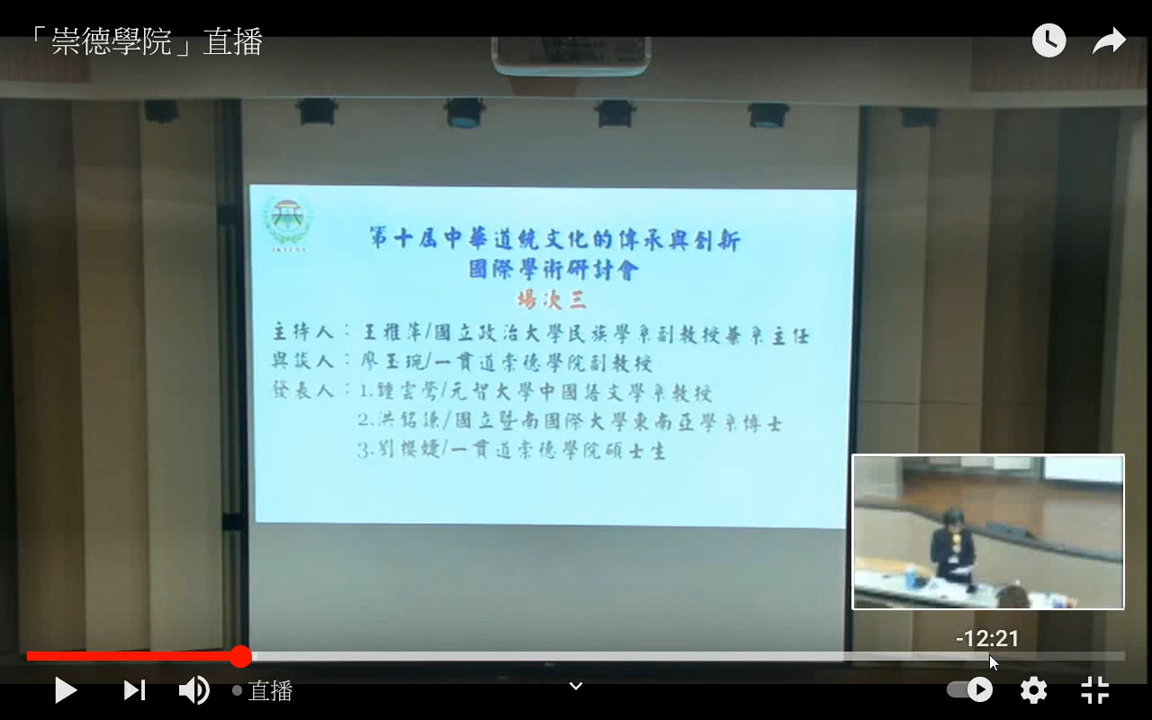 「崇德學院」直播
第十屆中華道統文化的傳承與創新
國際學術研討會
場次三
主持人：王雅萍/國立政治大學民族學系副教授兼系主任
與談人：廖玉琬/一貫道崇德學院副教授
發表人：1.鍾雲鶯/元智大學中國語文學系教授
2.洪銘謙/國立暨南國際大學東南亞學系博士
3.劉櫻婕/一貫道崇德學院碩士生
-12:21
直播